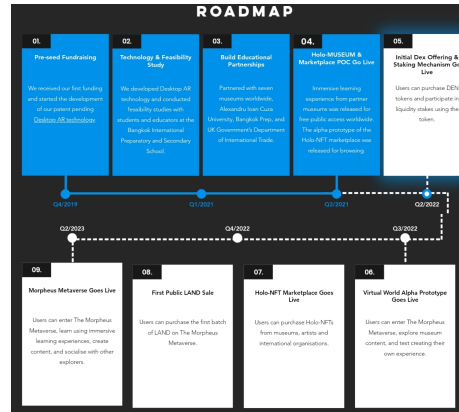 ROADMAP
01.
Pre-seed Fundraising
We received our first funding
and started the development
of our patent pending
Desktops AR technology.
02.
Technology & Feasibility
Study
We developed Desktop AR
technology and conducted
feasibility studies with
students and educators at the
Bangkok International
Preparatory and Secondary
School.
03.
Build Educational
Partnerships
Partnered with seven
museums worldwide,
Alexandru Ioan Cuza
University, Bangkok Prep, and
UK Government's Department
of International Trade.
04.
Holo-MUSEUM &
Marketplace POC Go Live
Immersive learning
experience from partner
museums was released for
free public access worldwide.
The alpha prototype of the
Holo-NFT marketplace was
released for browsing.
05.
Initial Dex Offering &
Staking Mechanism Go
Live
Users can purchase DEN
tokens and participate in
liquidity stakes using the
token.
Q4/2019
Q1/2021
Q3/2021
Q2/2022
Q2/2023
Q4/2022
Q3/2022
09.
Morpheus Metaverse Goes Live
Users can enter The Morpheus
Metaverse, learn using immersive
learning experiences, create
content, and socialise with other
explorers.
08.
First Public LAND Sale
Users can purchase the first batch
of LAND on The Morpheus
Metaverse.
07.
Holo-NFT Marketplace Goes
Live
Users can purchase Holo-NFTs
from museums, artists and
international organisations.
06.
Virtual World Alpha Prototype
Goes Live
Users can enter The Morpheus
Metaverse, explore museum
content, and test creating their
own experience.